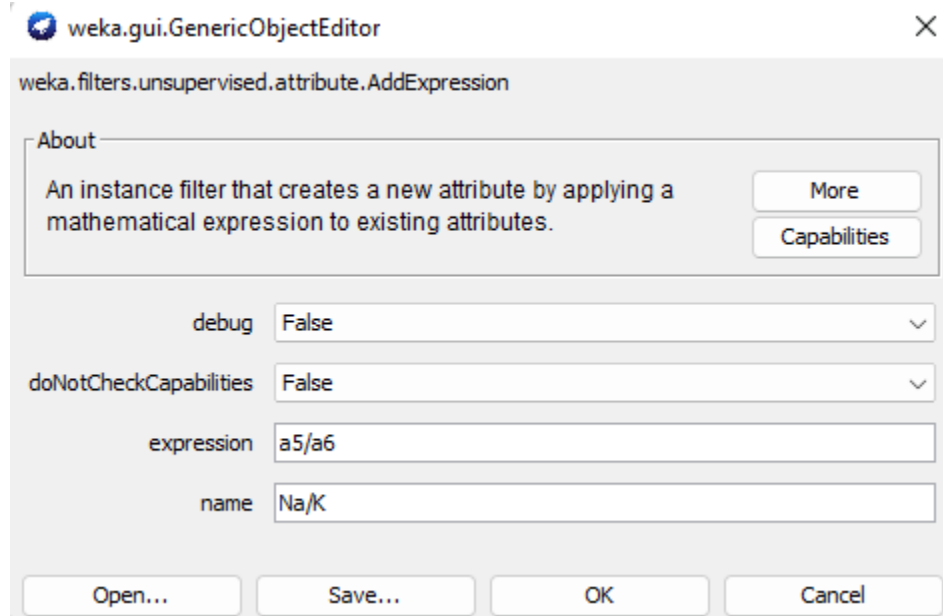 weka.gui.GenericObjectEditor
weka.filters.unsupervised.attribute.AddExpression
About
An instance filter that creates a new attribute by applying a
mathematical expression to existing attributes.
More
Capabilities
debug False
doNotCheckCapabilities False
expression a5/a6
name Na/K
Open... Save... OK Cancel